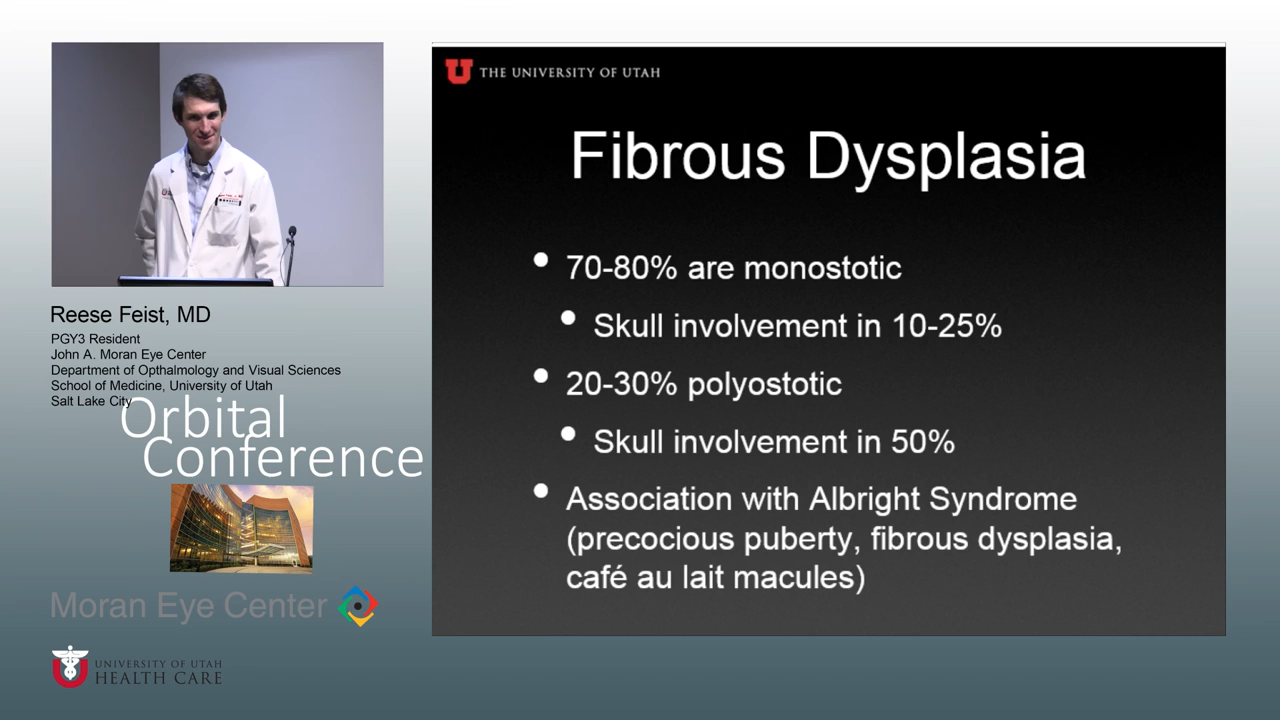 THE UNIVERSITY OF UTAH
Fibrous Dysplasia
70-80% are monostotic
Skull involvement in 10-25%
20-30% polyostotic
Skull involvement in 50%
Association with Albright Syndrome
(precocious puberty, fibrous dysplasia,
café au lait macules)
Reese Feist, MD
PGY3 Resident
John A. Moran Eye Center
Department of Opthalmology and Visual Sciences
School of Medicine, University of Utah
Salt Lake City
Orbital
Conference
Moran Eye Center
UNIVERSITY OF UTAH
HEALTH CARE